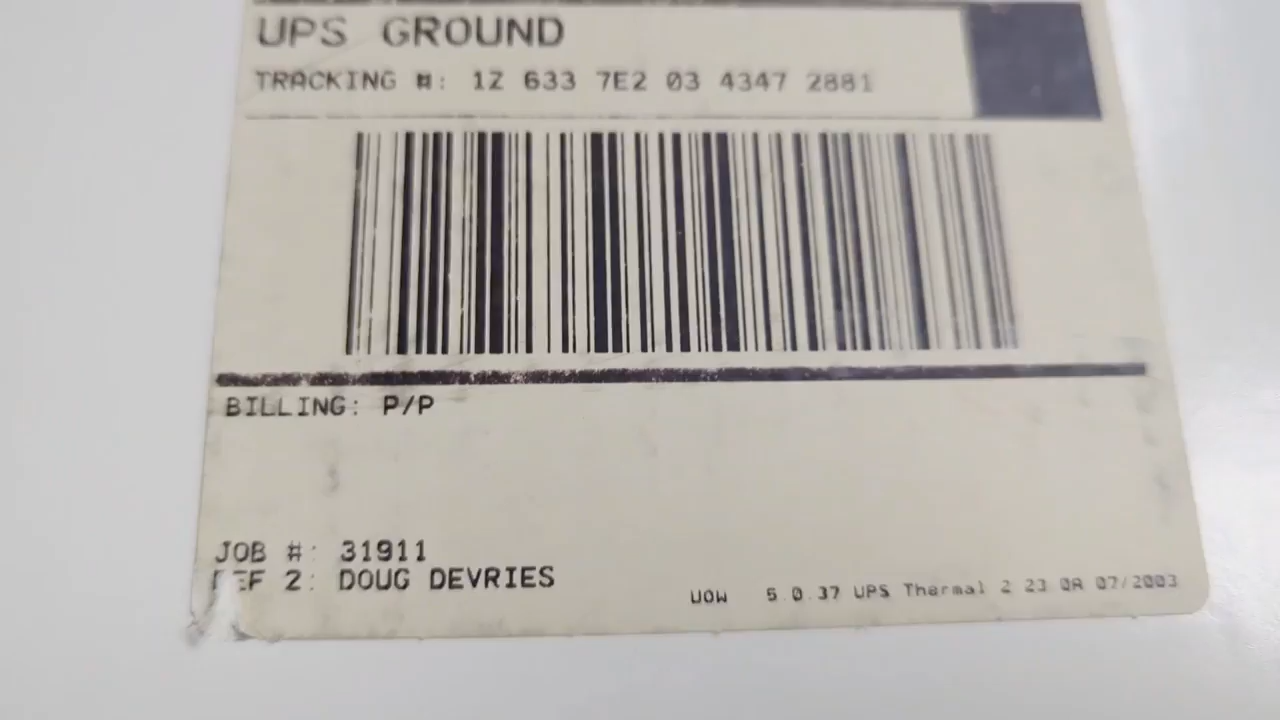 UPS GROUND
TRACKING #: 1Z 633 7E2 03 4347 2881
BILLING: P/P
JOB #: 31911
REF 2: DOUG DEVRIES
UOW 5.0.37 UPS Thermal 2 23 0A 07/2003